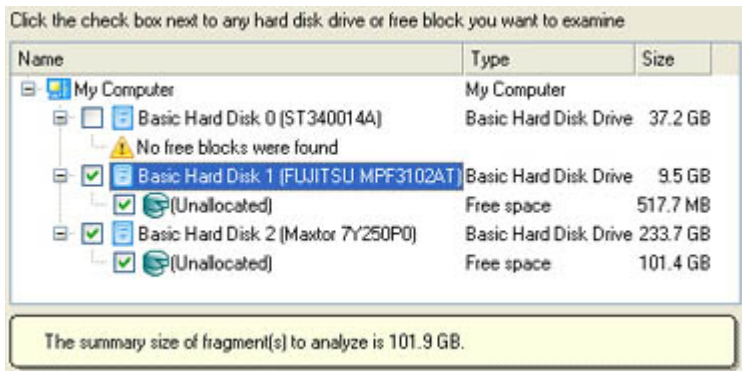 Click the check box next to any hard disk drive or free block you want to examine
Name Type Size
My Computer My Computer
Basic Hard Disk 0 (ST340014A) Basic Hard Disk Drive 37.2 GB
No free blocks were found
Basic Hard Disk 1 (FUJITSU MPF3102AT) Basic Hard Disk Drive 9.5 GB
(Unallocated) Free space 517.7 MB
Basic Hard Disk 2 (Maxtor 7Y250P0) Basic Hard Disk Drive 233.7 GB
(Unallocated) Free space 101.4 GB
The summary size of fragment(s) to analyze is 101.9 GB.